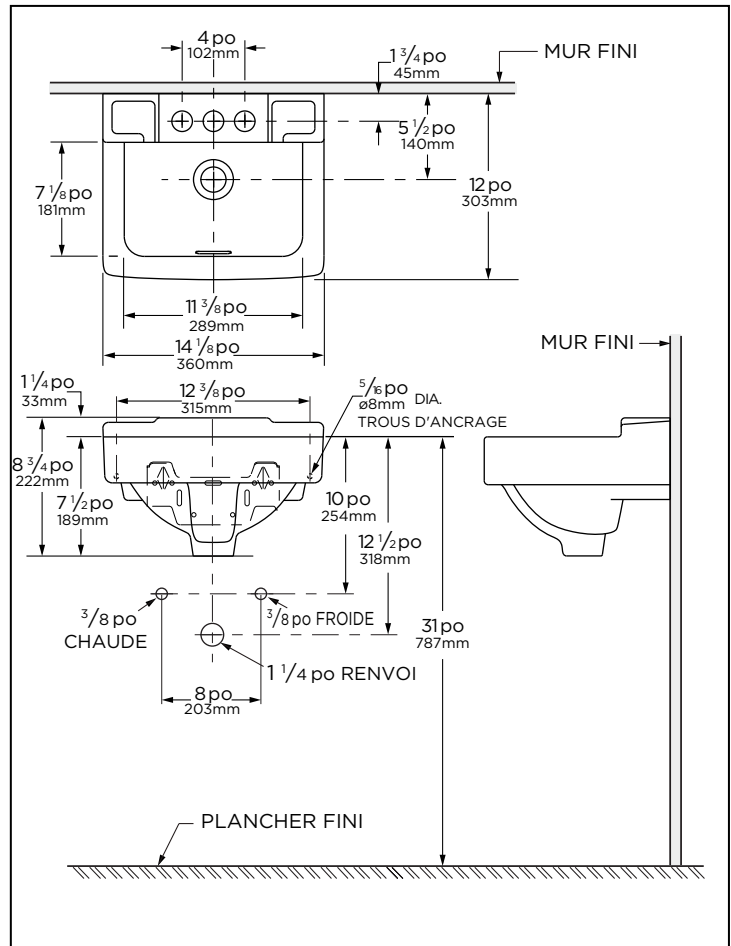 4 po
102mm
1 3/4 po
45mm
MUR FINI
5 1/2 po
140mm
7 1/8 po
181mm
12 po
303mm
11 3/8 po
289mm
14 1/8 po
360mm
MUR FINI
1 1/4 po
33mm
12 3/8 po
315mm
5/16 po
ø8mm DIA.
TROUS D'ANCRAGE
8 3/4 po
222mm
7 1/2 po
189mm
10 po
254mm
12 1/2 po
318mm
3/8 po
CHAUDE
3/8 po FROIDE
31 po
787mm
1 1/4 po RENVOI
8 po
203mm
PLANCHER FINI